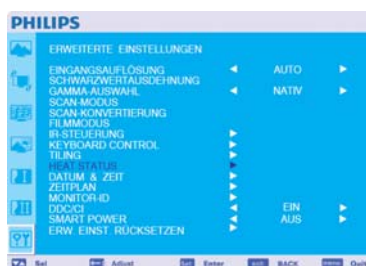 PHILIPS
ERWEITERTE EINSTELLUNGEN
EINGANGSAUFLÖSUNG AUTO
SCHWARZWERTAUSDEHNUNG
GAMMA-AUSWAHL NATIV
SCAN-MODUS
SCAN-KONVERTIERUNG
FILMMODUS
IR-STEUERUNG
KEYBOARD CONTROL
TILING
HEAT STATUS
DATUM & ZEIT
ZEITPLAN
MONITOR-ID
DDC/CI EIN
SMART POWER AUS
ERW. EINST. RÜCKSETZEN
Sel Adjust Set Enter exit BACK Quit